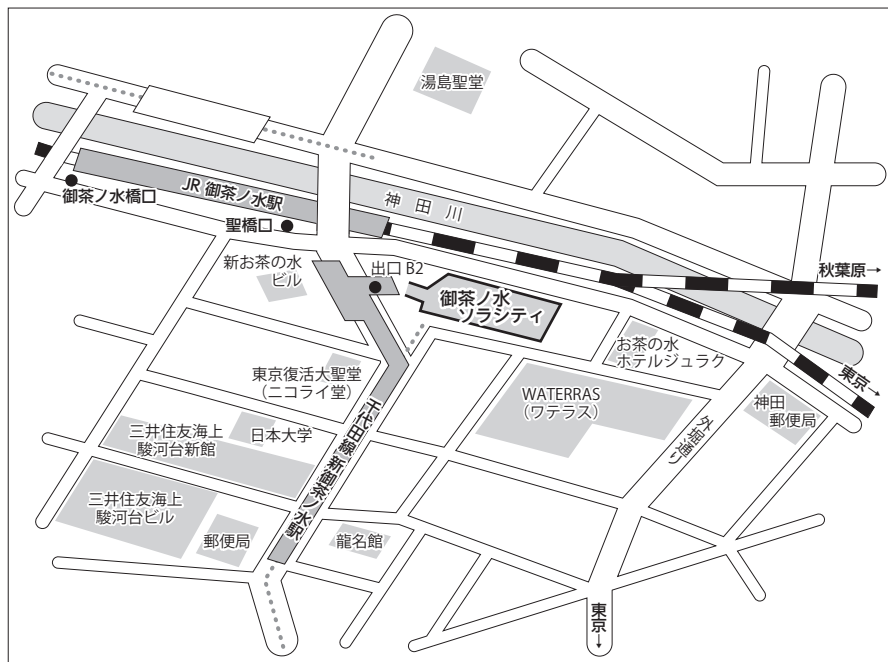 湯島聖堂
JR 御茶ノ水駅
神田川
御茶ノ水橋口
聖橋口
秋葉原→
新お茶の水
ビル
出口 B2
御茶ノ水
ソラシティ
お茶の水
ホテルジュラク
東京→
東京復活大聖堂
（ニコライ堂）
WATERRAS
（ワテラス）
神田
郵便局
外堀通り
千代田線 新御茶ノ水駅
三井住友海上
駿河台新館
日本大学
三井住友海上
駿河台ビル
郵便局
龍名館
東京→